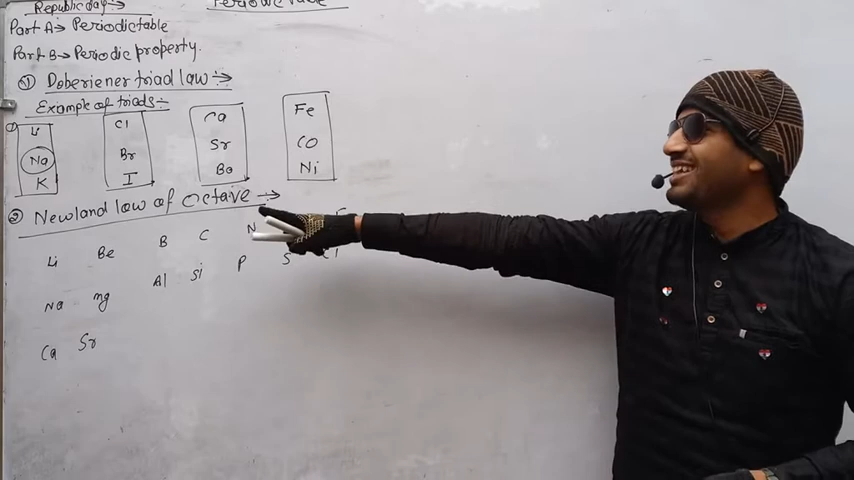 Republic day →
Periodic Table
Part A:→ Periodictable
Part B→ Periodic property.
① Doberiener triad law :→
Example of triads :-
① Li Cl Ca Fe
Na Br Sr Co
K I Ba Ni
② Newland law of octave :→
Li Be B C N F
Na mg Al Si P S Cl
Ca Sr